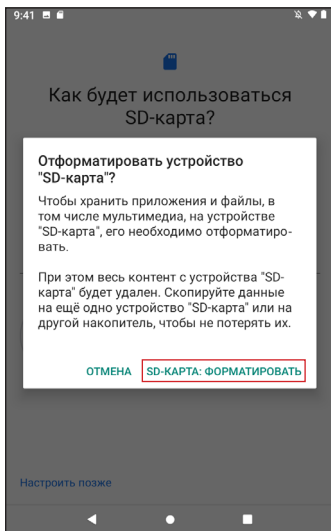 9:41
Как будет использоваться
SD-карта?
Отформатировать устройство
"SD-карта"?
Чтобы хранить приложения и файлы, в
том числе мультимедиа, на устройстве
"SD-карта", его необходимо отформатиро-
вать.
При этом весь контент с устройства "SD-
карта" будет удален. Скопируйте данные
на ещё одно устройство "SD-карта" или на
другой накопитель, чтобы не потерять их.
ОТМЕНА SD-КАРТА: ФОРМАТИРОВАТЬ
Настроить позже